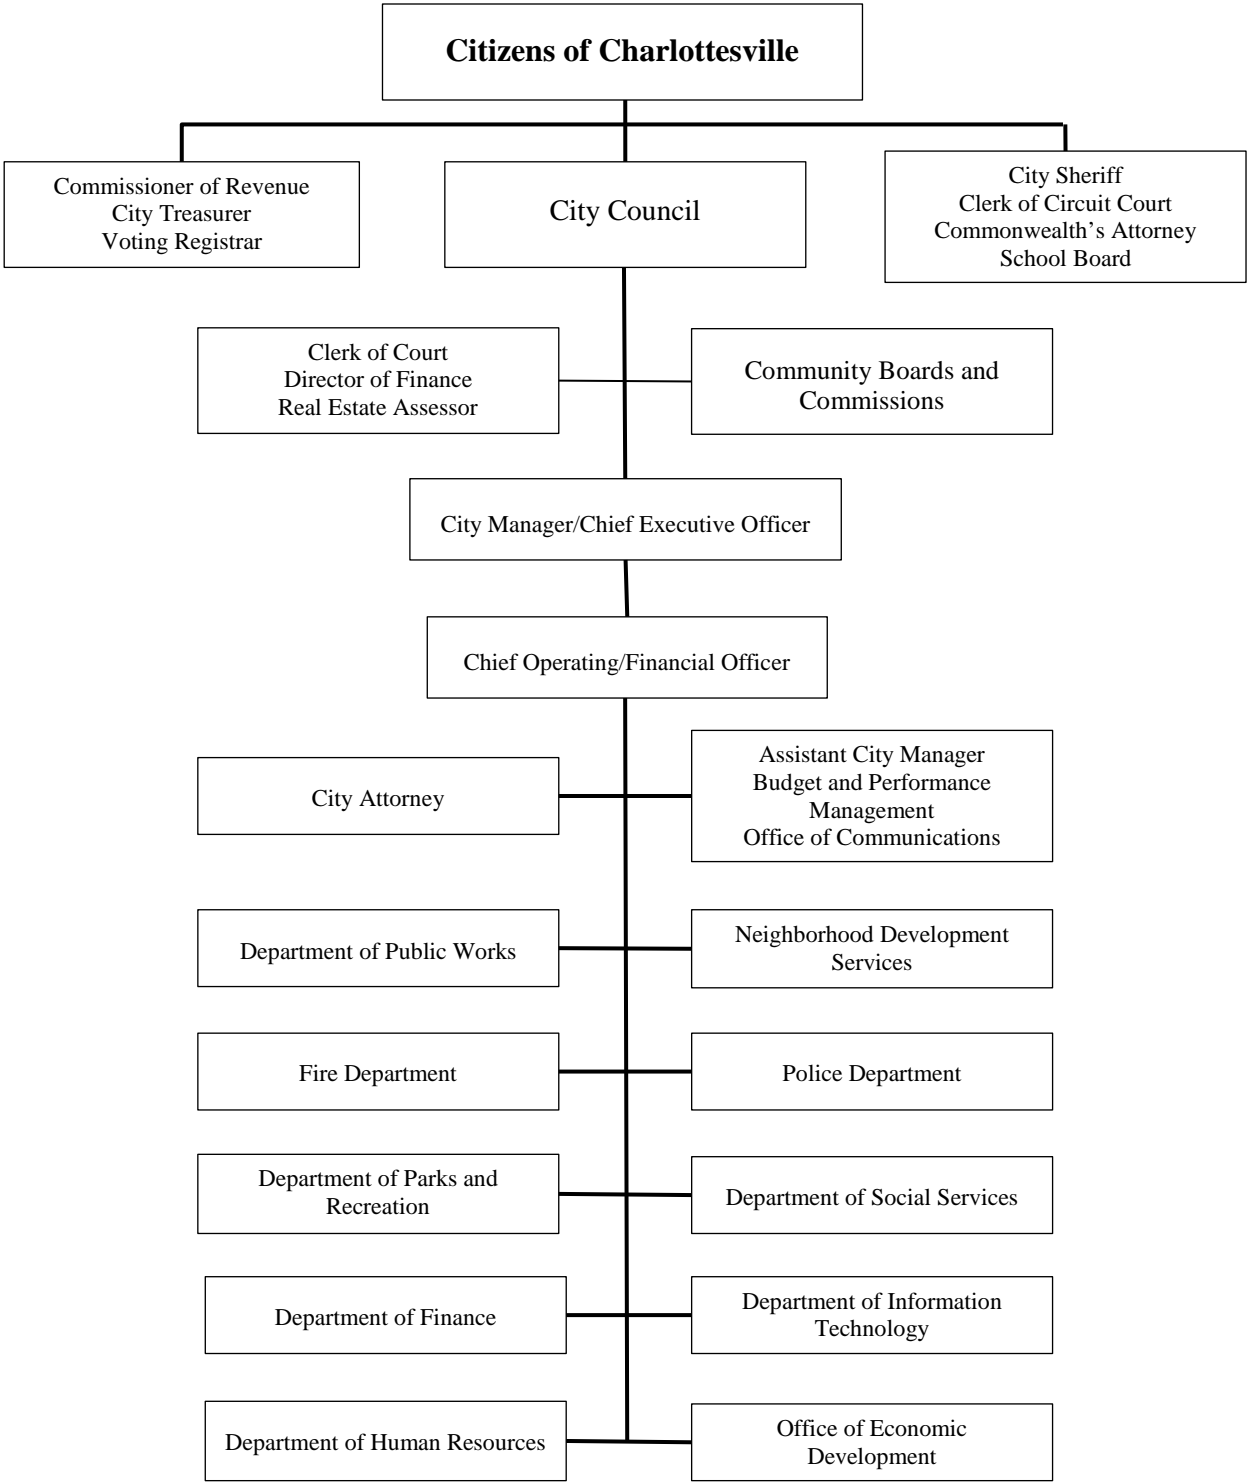 Citizens of Charlottesville
Commissioner of Revenue
City Treasurer
Voting Registrar
City Council
City Sheriff
Clerk of Circuit Court
Commonwealth's Attorney
School Board
Clerk of Court
Director of Finance
Real Estate Assessor
Community Boards and
Commissions
City Manager/Chief Executive Officer
Chief Operating/Financial Officer
City Attorney
Assistant City Manager
Budget and Performance
Management
Office of Communications
Department of Public Works
Neighborhood Development
Services
Fire Department
Police Department
Department of Parks and
Recreation
Department of Social Services
Department of Finance
Department of Information
Technology
Department of Human Resources
Office of Economic
Development